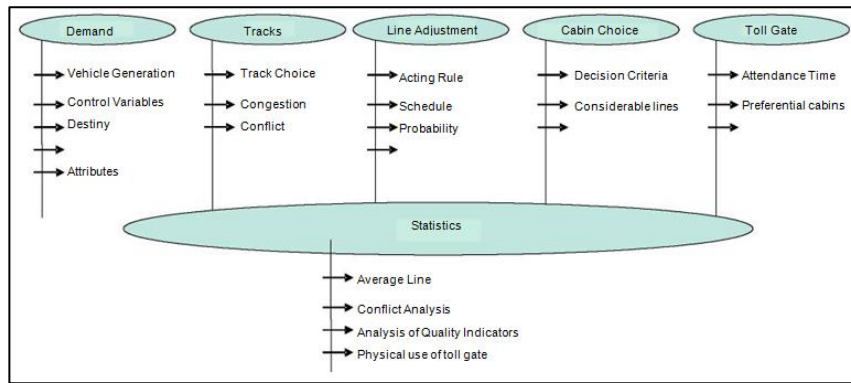 Demand
Tracks
Line Adjustment
Cabin Choice
Toll Gate
Vehicle Generation
Control Variables
Destiny
Attributes
Track Choice
Congestion
Conflict
Acting Rule
Schedule
Probability
Decision Criteria
Considerable lines
Attendance Time
Preferential cabins
Statistics
Average Line
Conflict Analysis
Analysis of Quality Indicators
Physical use of toll gate